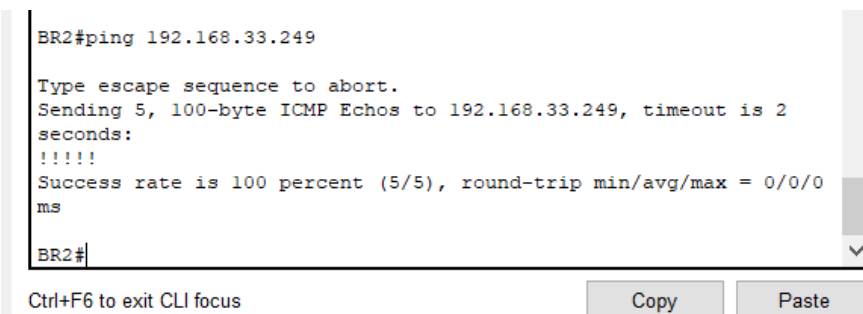 BR2#ping 192.168.33.249
Type escape sequence to abort.
Sending 5, 100-byte ICMP Echos to 192.168.33.249, timeout is 2
seconds:
!!!!!
Success rate is 100 percent (5/5), round-trip min/avg/max = 0/0/0
ms
BR2#
Ctrl+F6 to exit CLI focus
Copy
Paste